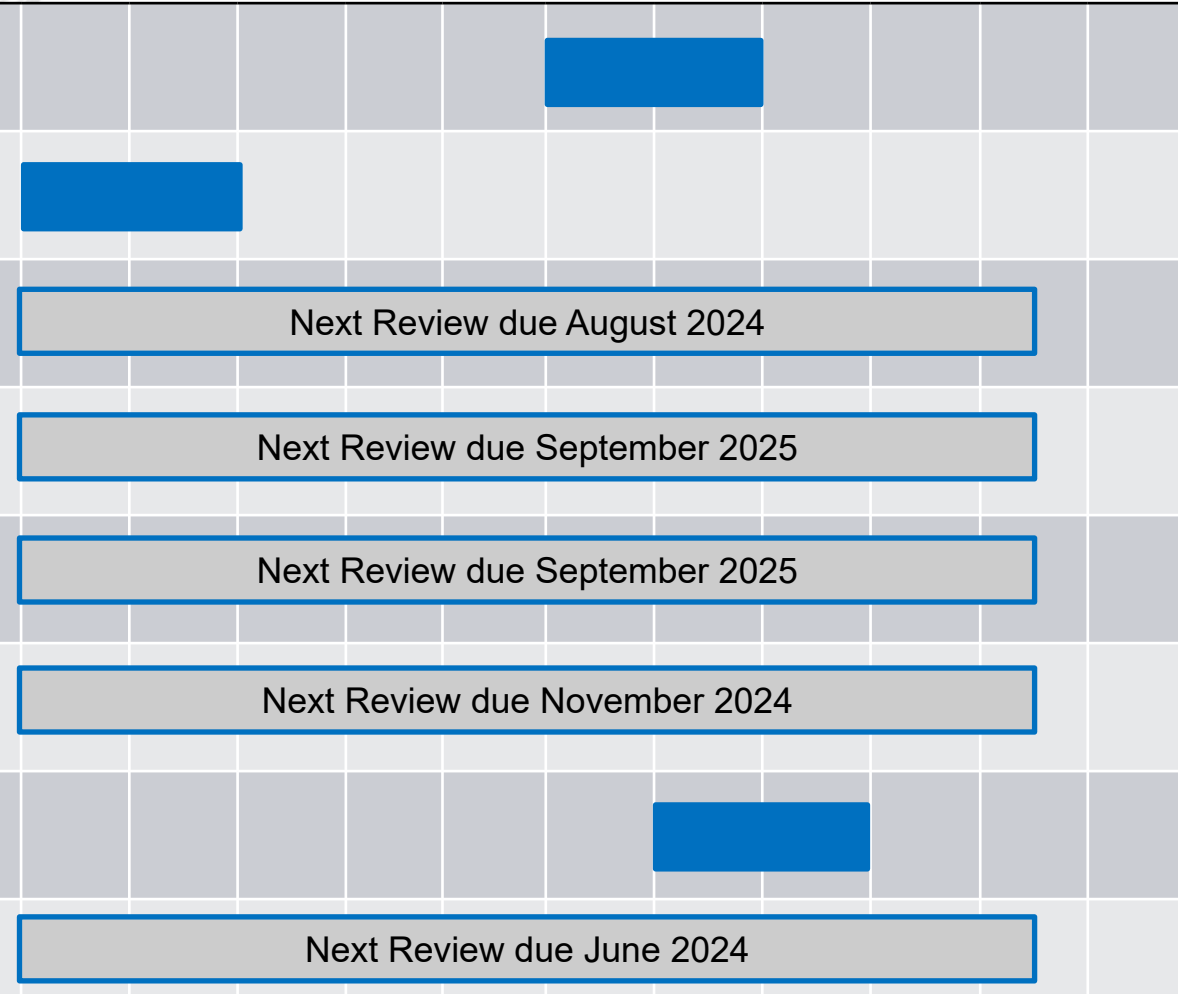 Next Review due August 2024
Next Review due September 2025
Next Review due September 2025
Next Review due November 2024
Next Review due June 2024